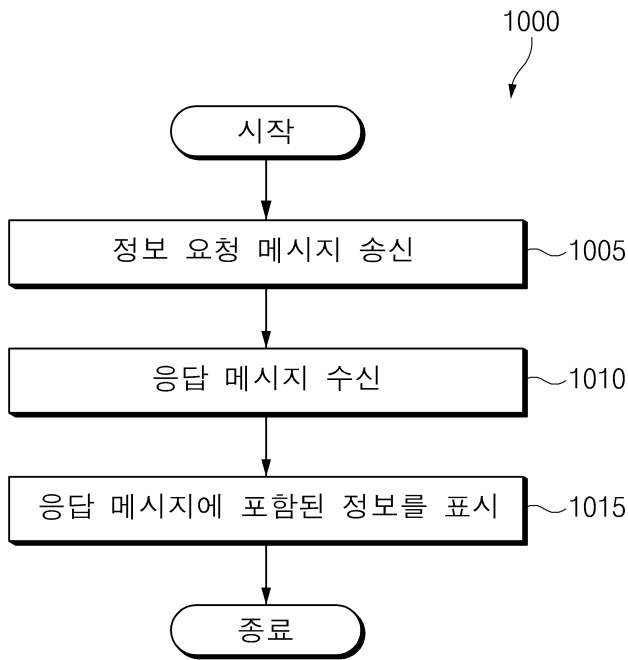 1000
시작
정보 요청 메시지 송신
1005
응답 메시지 수신
1010
응답 메시지에 포함된 정보를 표시
1015
종료